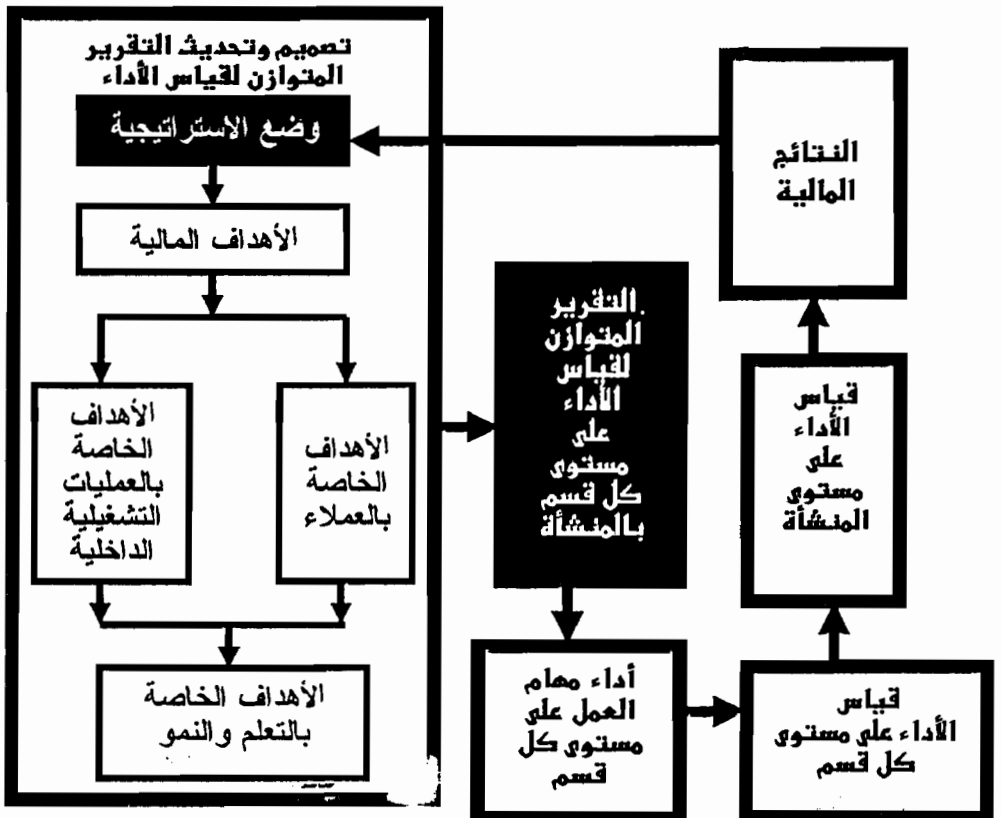 تصميم وتحديث التقرير
المتوازن لقياس الأداء
وضع الاستراتيجية
الأهداف المالية
الأهداف
الخاصة
بالعملاء
الأهداف
الخاصة
بالعمليات
التشغيلية
الداخلية
الأهداف الخاصة
بالتعلم والنمو
التقرير
المتوازن
لقياس
الأداء
على
مستوى
كل قسم
بالمنشأة
أداء مهام
العمل على
مستوى كل
قسم
قياس
الأداء على مستوى
كل قسم
قياس
الأداء
على
مستوى
المنشأة
النتائج
المالية